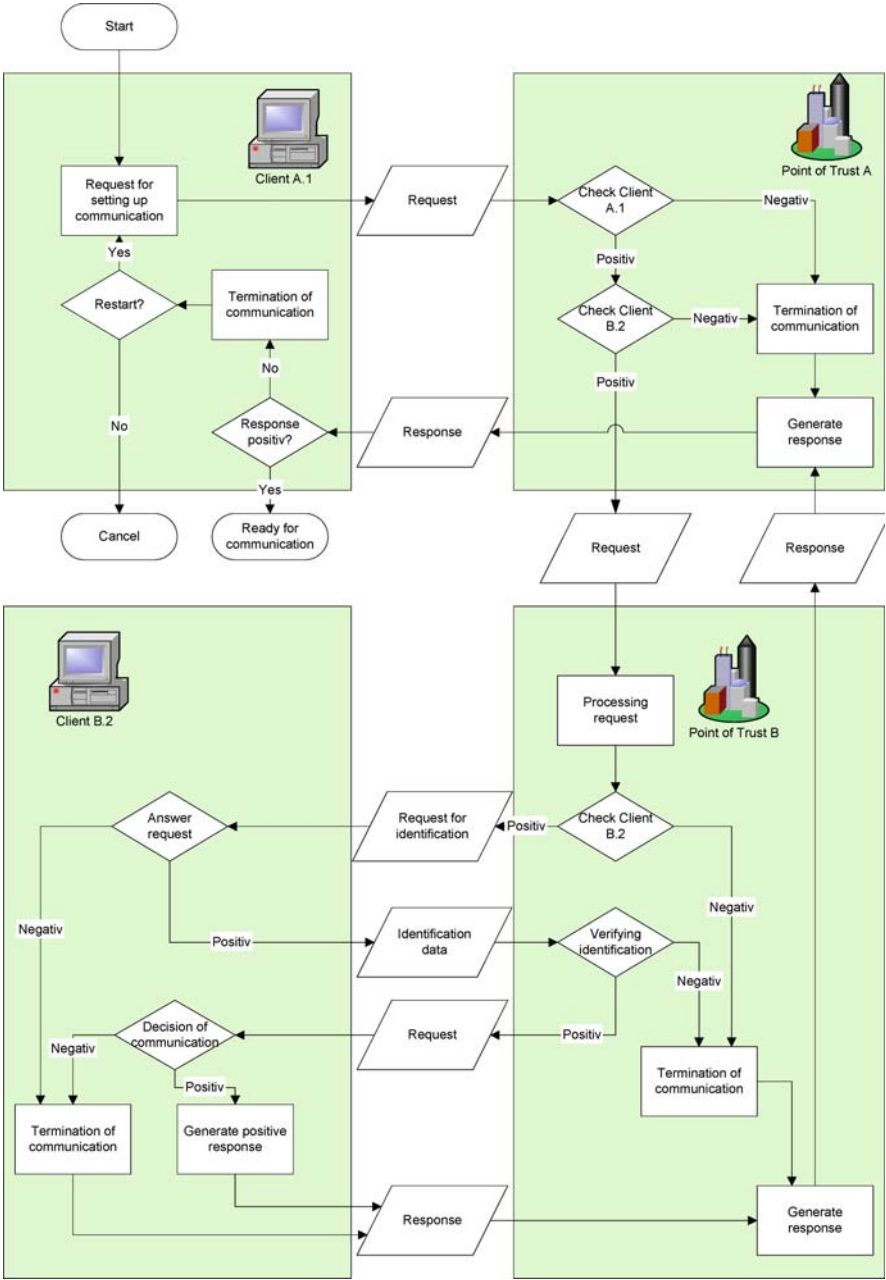 Start
Client A.1
Point of Trust A
Request for
setting up
communication
Request
Check Client
A.1
Negativ
Yes
Positiv
Restart?
Termination of
communication
Check Client
B.2
Negativ
Termination of
communication
No
Positiv
No
Response
positiv?
Response
Generate
response
Yes
Cancel
Ready for
communication
Request
Response
Client B.2
Processing
request
Point of Trust B
Answer
request
Request for
identification
Positiv
Check Client
B.2
Negativ
Negativ
Positiv
Identification
data
Verifying
identification
Negativ
Decision of
communication
Request
Positiv
Negativ
Positiv
Termination of
communication
Termination of
communication
Generate positive
response
Response
Generate
response